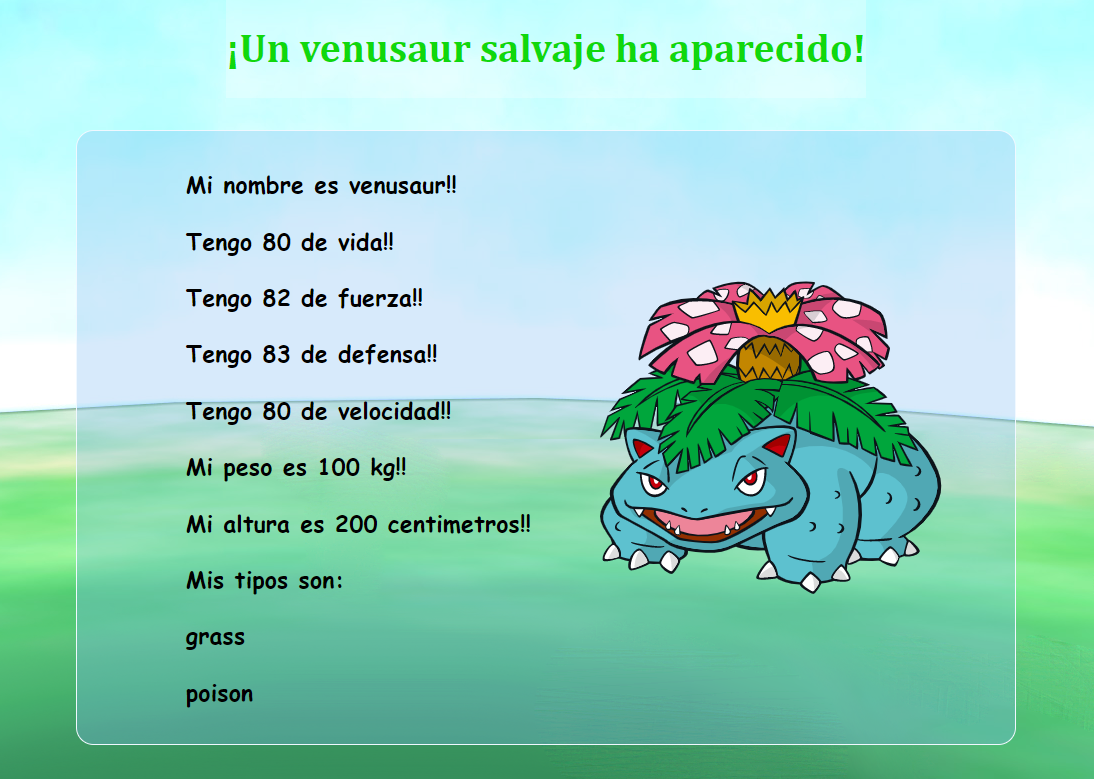 ¡Un venusaur salvaje ha aparecido!
Mi nombre es venusaur!!
Tengo 80 de vida!!
Tengo 82 de fuerza!!
Tengo 83 de defensa!!
Tengo 80 de velocidad!!
Mi peso es 100 kg!!
Mi altura es 200 centimetros!!
Mis tipos son:
grass
poison